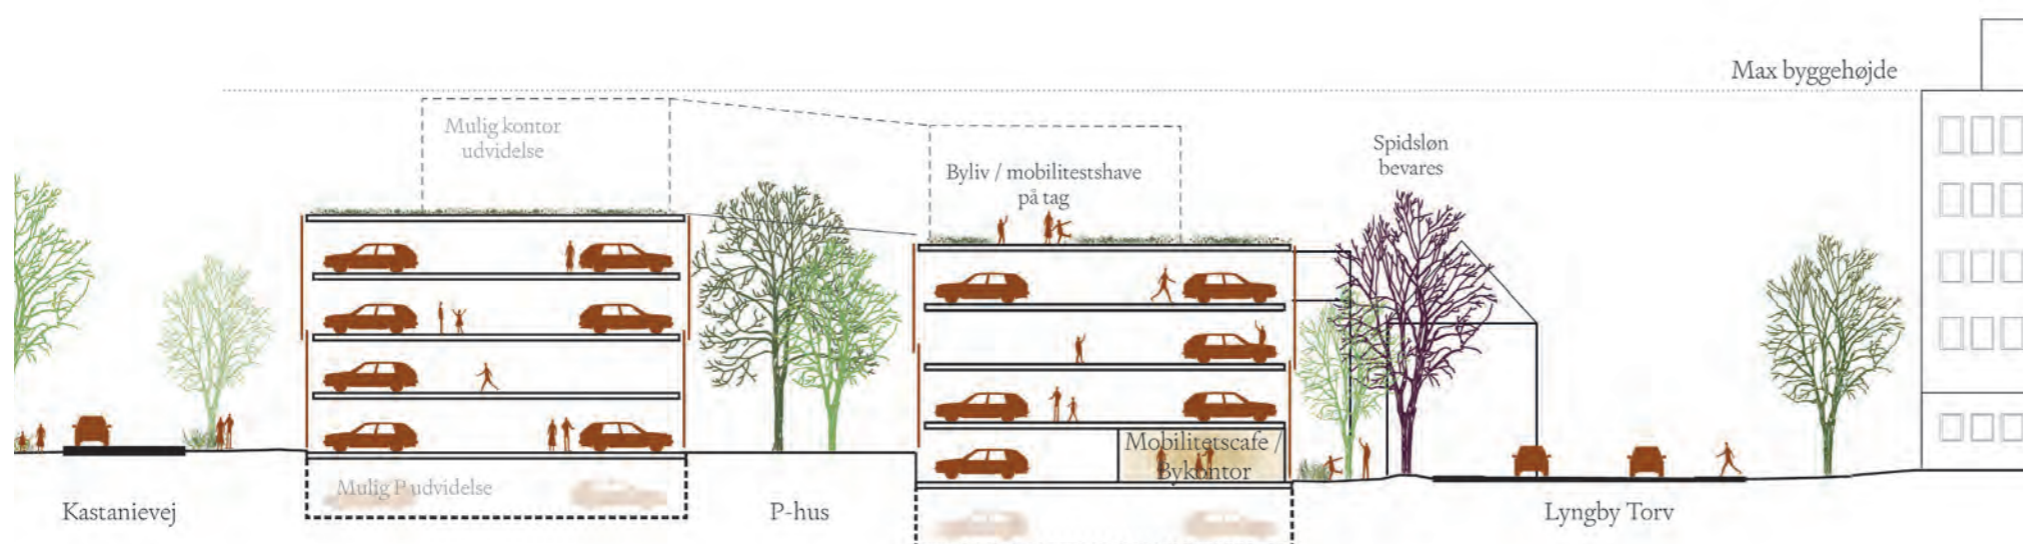 Max byggehøjde
Mulig kontor
udvidelse
Spidsløn
bevares
Byliv / mobilitestshave
på tag
Mobilitetscafe /
Bykontor
Mulig P udvidelse
Kastanievej
P-hus
Lyngby Torv